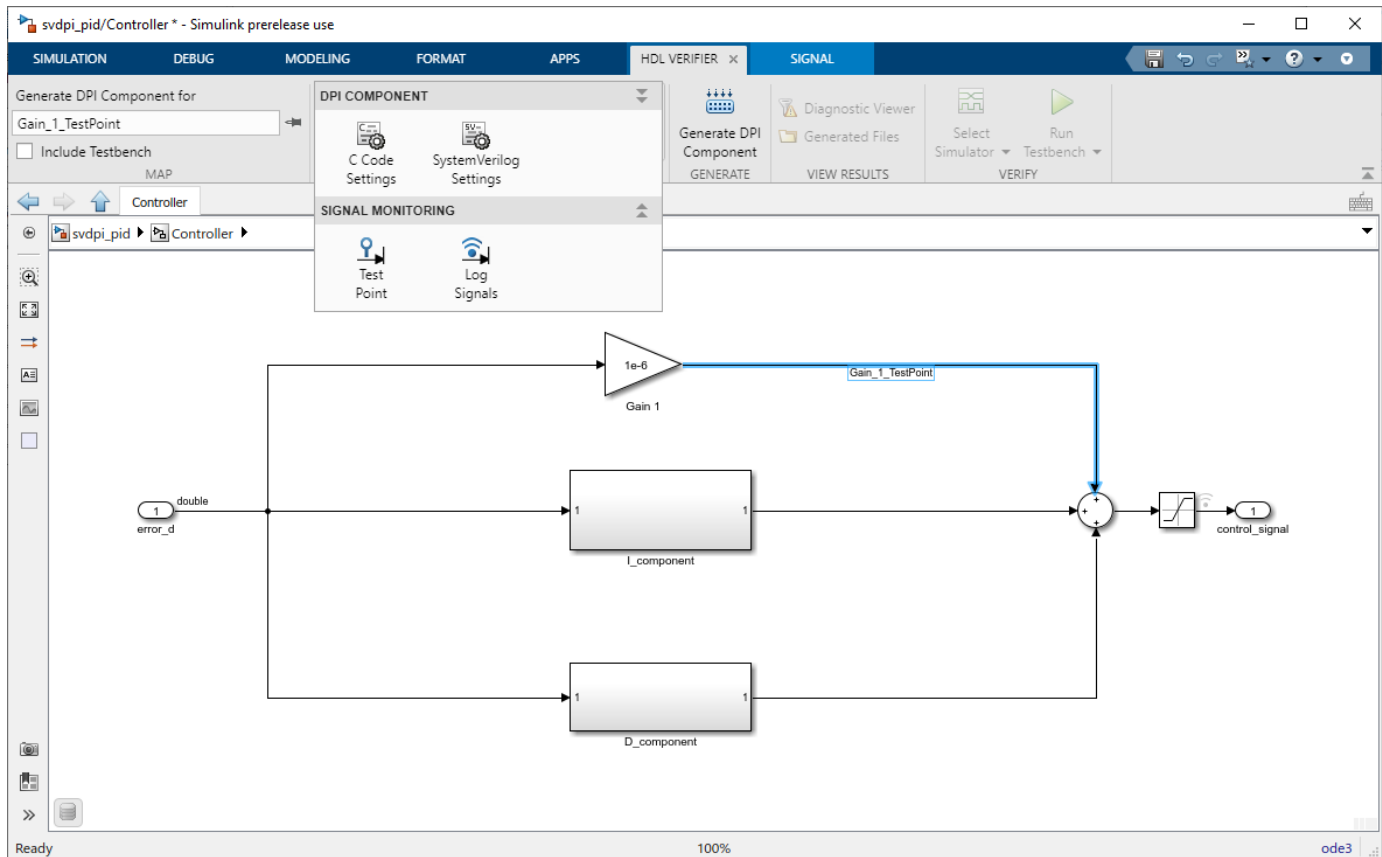 svdpi_pid/Controller * - Simulink prerelease use
SIMULATION DEBUG MODELING FORMAT APPS HDL VERIFIER SIGNAL
Generate DPI Component for
Gain_1_TestPoint
Include Testbench
MAP
DPI COMPONENT
C Code
Settings
SystemVerilog
Settings
SIGNAL MONITORING
Test
Point
Log
Signals
Generate DPI
Component
GENERATE
Diagnostic Viewer
Generated Files
VIEW RESULTS
Select
Simulator
Run
Testbench
VERIFY
Controller
svdpi_pid Controller
1e-6
Gain 1
Gain_1_TestPoint
1
double
error_d
1 1
I_component
1
control_signal
1 1
D_component
Ready 100% ode3